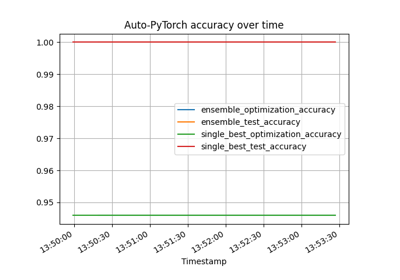 Auto-PyTorch accuracy over time
1.00
0.99
0.98
0.97
0.96
0.95
ensemble_optimization_accuracy
ensemble_test_accuracy
single_best_optimization_accuracy
single_best_test_accuracy
13:50:00
13:50:30
13:51:00
13:51:30
13:52:00
13:52:30
13:53:00
13:53:30
Timestamp